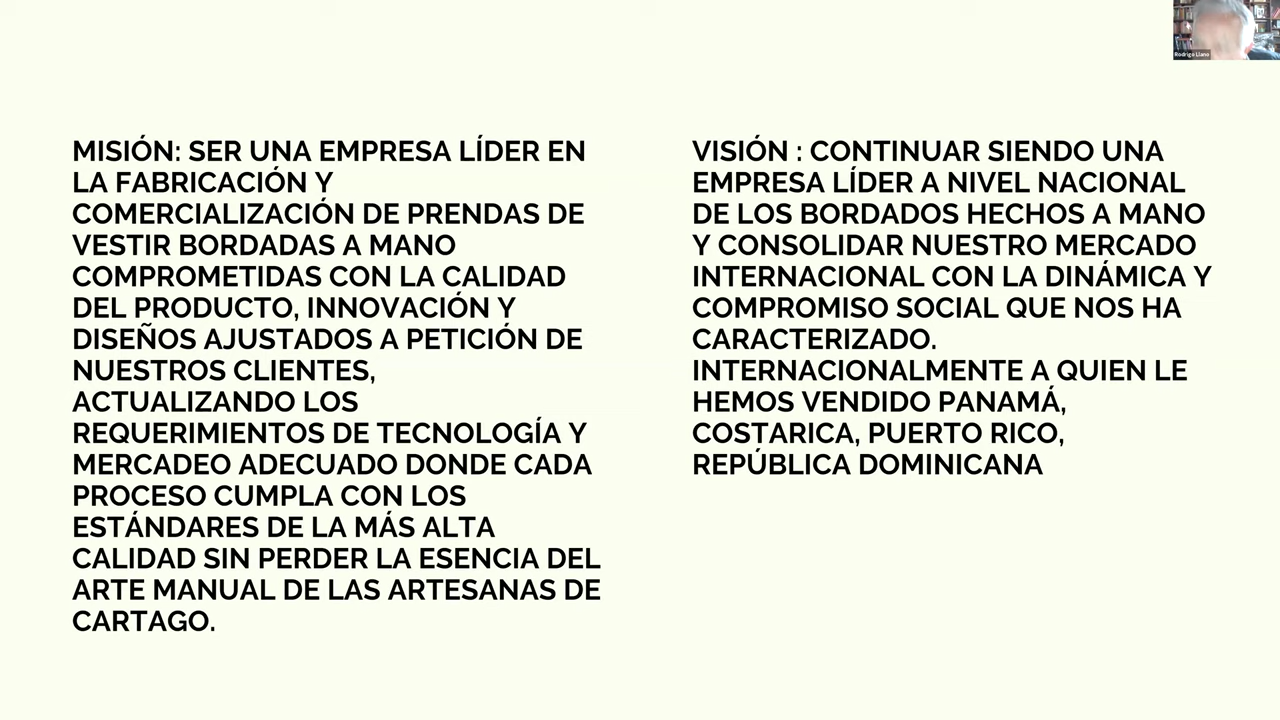 Rodrigo Llano
MISIÓN: SER UNA EMPRESA LÍDER EN
LA FABRICACIÓN Y
COMERCIALIZACIÓN DE PRENDAS DE
VESTIR BORDADAS A MANO
COMPROMETIDAS CON LA CALIDAD
DEL PRODUCTO, INNOVACIÓN Y
DISEÑOS AJUSTADOS A PETICIÓN DE
NUESTROS CLIENTES,
ACTUALIZANDO LOS
REQUERIMIENTOS DE TECNOLOGÍA Y
MERCADEO ADECUADO DONDE CADA
PROCESO CUMPLA CON LOS
ESTÁNDARES DE LA MÁS ALTA
CALIDAD SIN PERDER LA ESENCIA DEL
ARTE MANUAL DE LAS ARTESANAS DE
CARTAGO.
VISIÓN : CONTINUAR SIENDO UNA
EMPRESA LÍDER A NIVEL NACIONAL
DE LOS BORDADOS HECHOS A MANO
Y CONSOLIDAR NUESTRO MERCADO
INTERNACIONAL CON LA DINÁMICA Y
COMPROMISO SOCIAL QUE NOS HA
CARACTERIZADO.
INTERNACIONALMENTE A QUIEN LE
HEMOS VENDIDO PANAMÁ,
COSTARICA, PUERTO RICO,
REPÚBLICA DOMINICANA